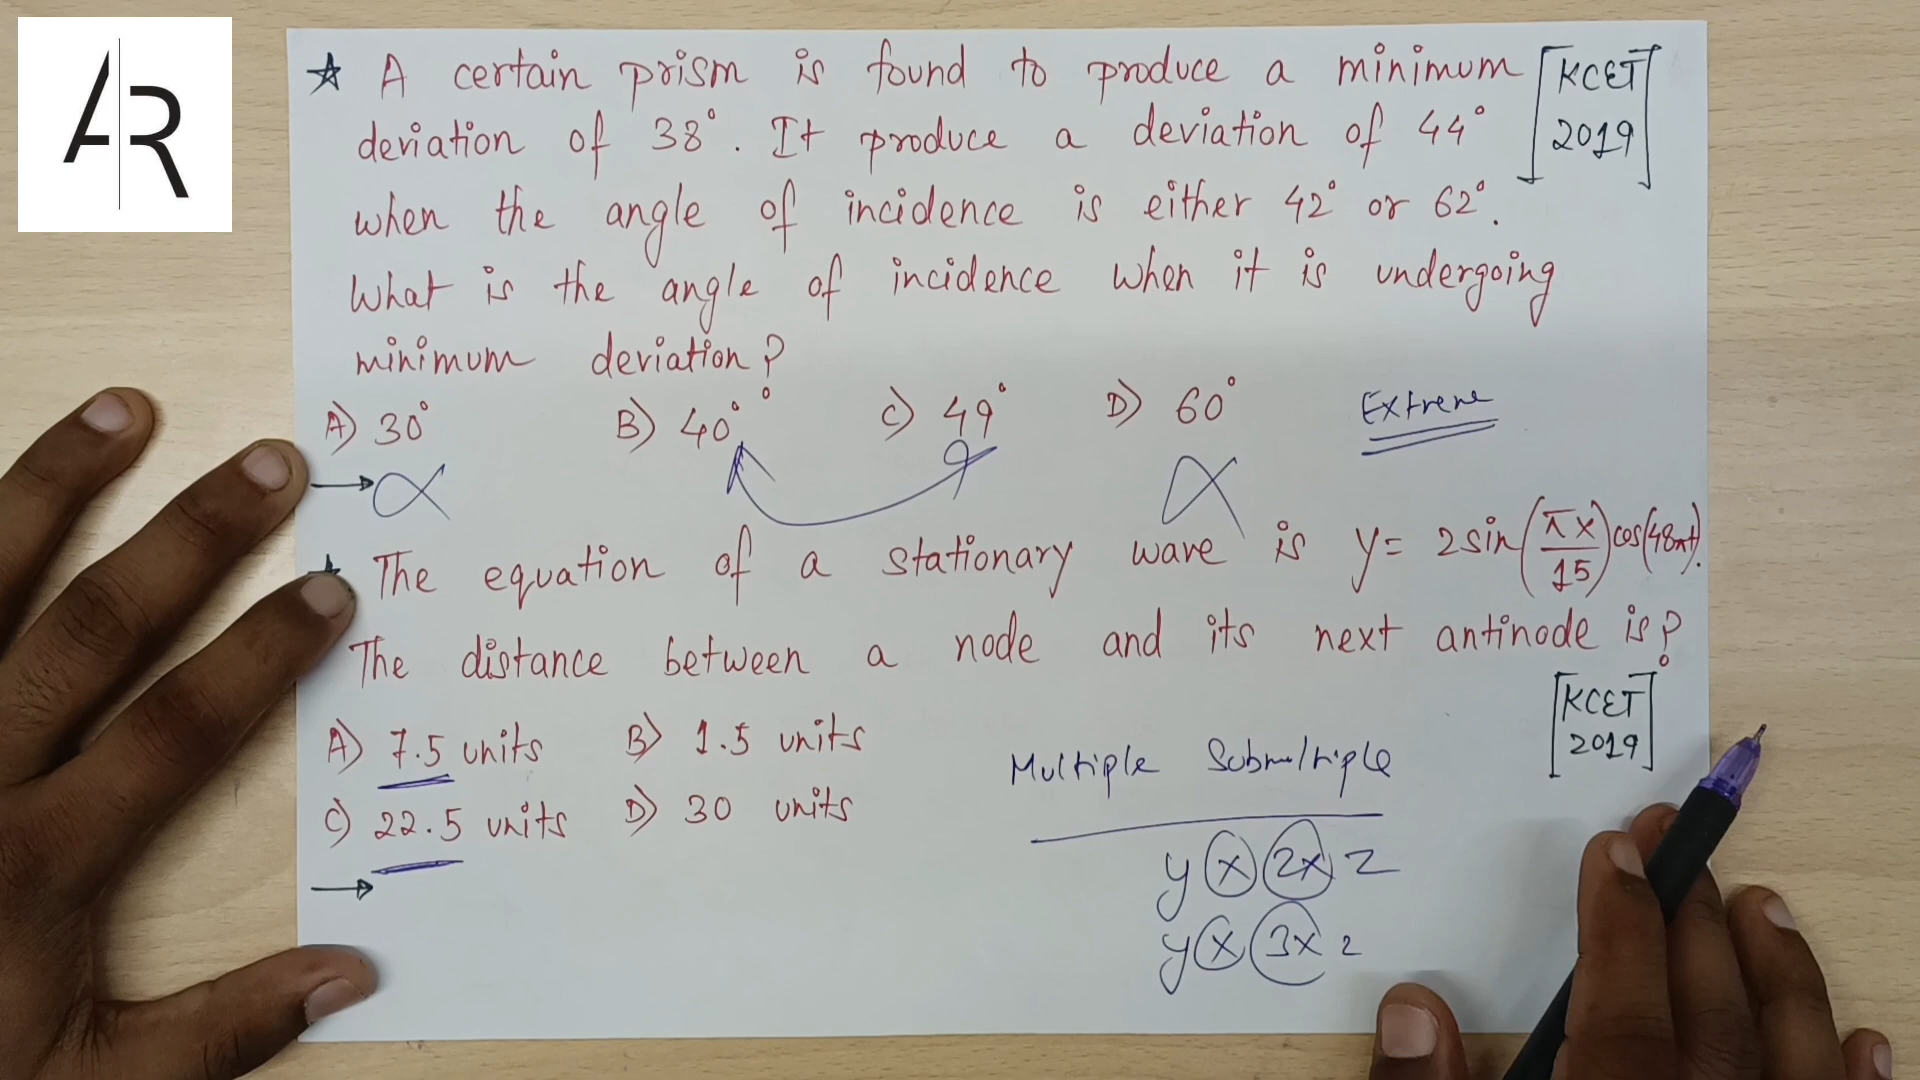 AR
☆ A certain prism is found to produce a minimum [KCET
deviation of 38°. It produce a deviation of 44° 2019]
when the angle of incidence is either 42° or 62°.
What is the angle of incidence when it is undergoing
minimum deviation?
A) 30° B) 40° C) 49° D) 60° Extreme
The equation of a stationary wave is y= 2sin(πx/15)cos(48πt).
The distance between a node and its next antinode is?
[KCET
2019]
A) 7.5 units B) 1.5 units
Multiple Submultiple
C) 22.5 units D) 30 units
y x 2x z
y x 3x z